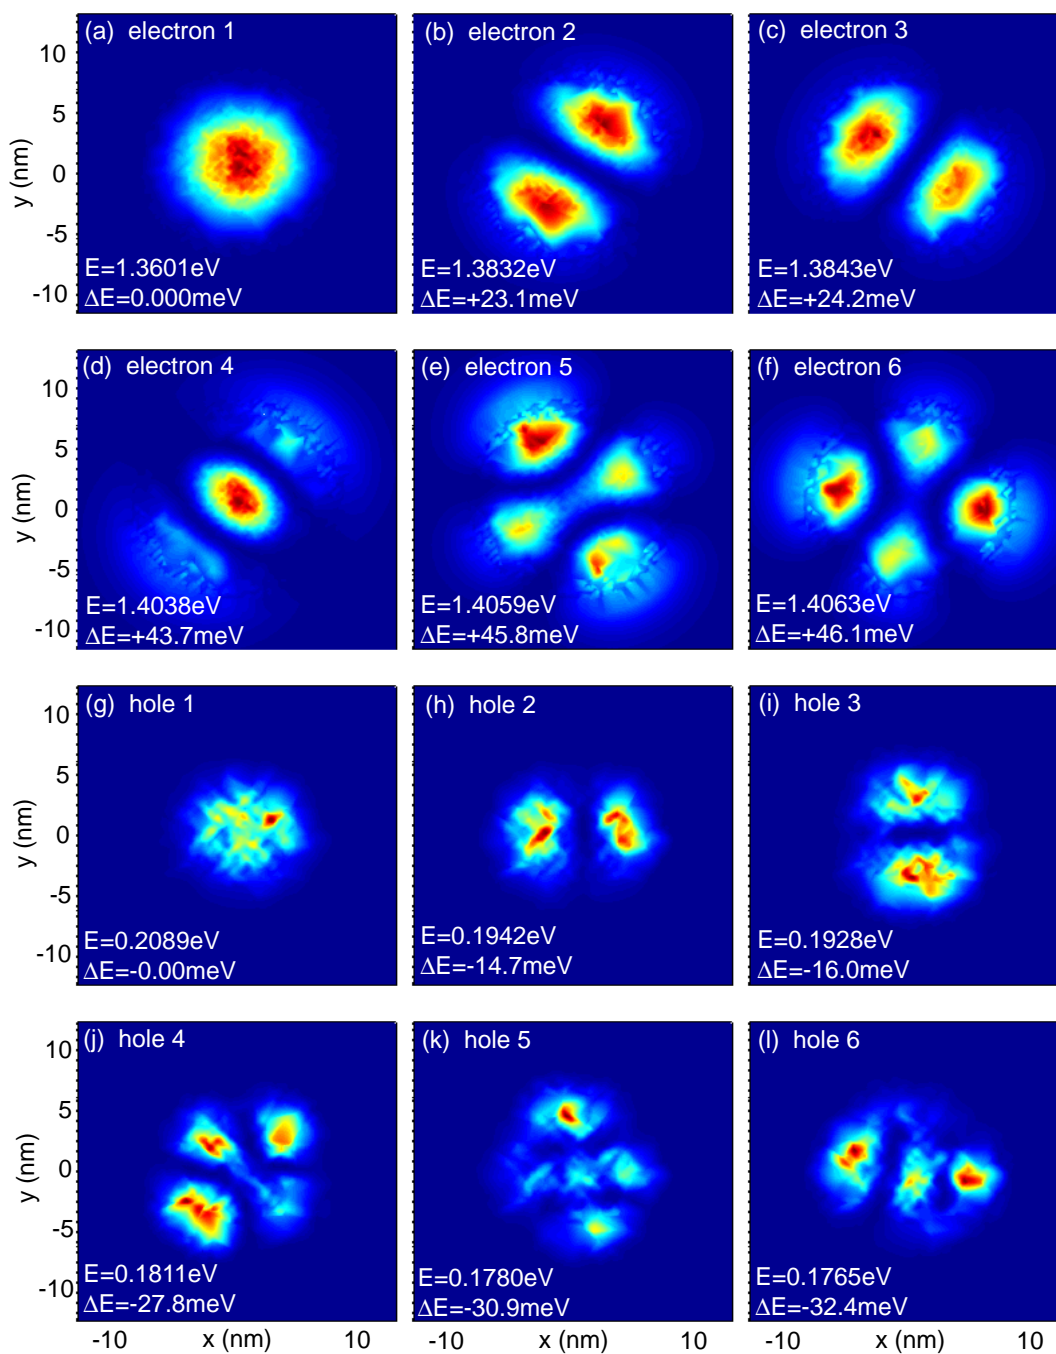 (a) electron 1
(b) electron 2
(c) electron 3
10
5
0
-5
-10
y (nm)
E=1.3601eV
ΔE=0.000meV
E=1.3832eV
ΔE=+23.1meV
E=1.3843eV
ΔE=+24.2meV
(d) electron 4
(e) electron 5
(f) electron 6
10
5
0
-5
-10
y (nm)
E=1.4038eV
ΔE=+43.7meV
E=1.4059eV
ΔE=+45.8meV
E=1.4063eV
ΔE=+46.1meV
(g) hole 1
(h) hole 2
(i) hole 3
10
5
0
-5
-10
y (nm)
E=0.2089eV
ΔE=-0.00meV
E=0.1942eV
ΔE=-14.7meV
E=0.1928eV
ΔE=-16.0meV
(j) hole 4
(k) hole 5
(l) hole 6
10
5
0
-5
-10
y (nm)
E=0.1811eV
ΔE=-27.8meV
E=0.1780eV
ΔE=-30.9meV
E=0.1765eV
ΔE=-32.4meV
-10 x (nm) 10
-10 x (nm) 10
-10 x (nm) 10